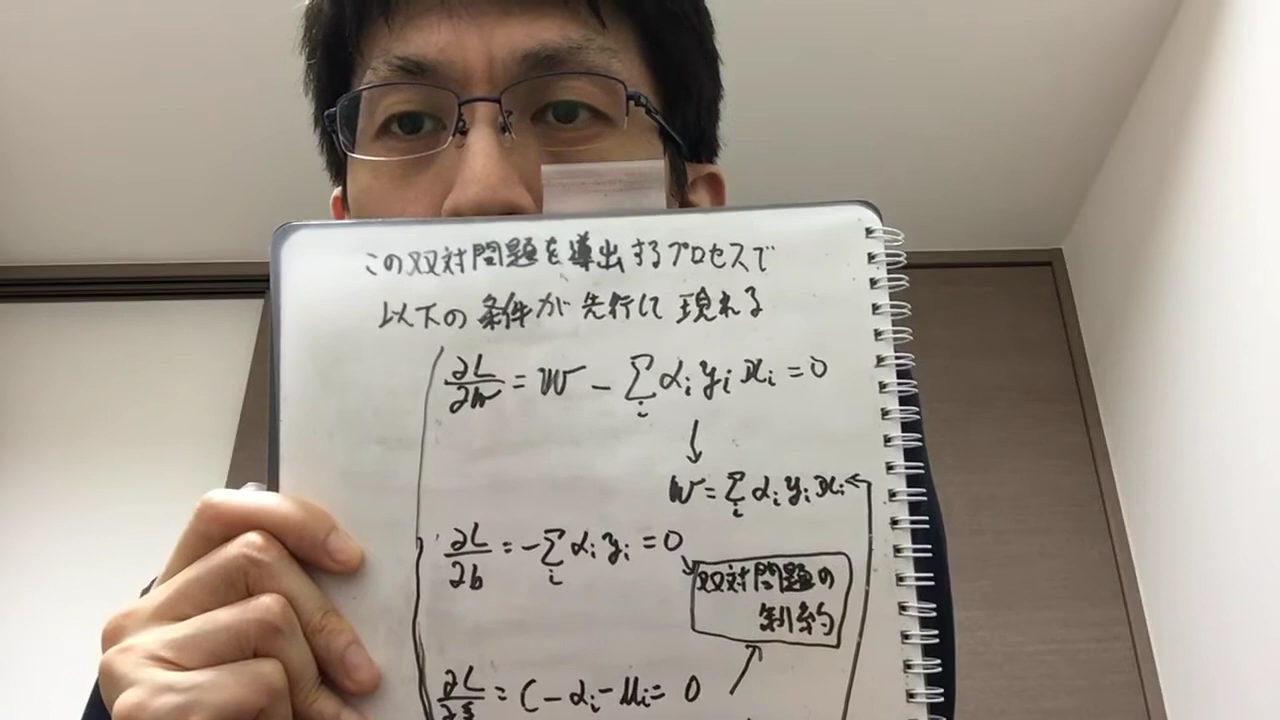 この双対問題を導出するプロセスで
以下の条件が先行して現れる
∂L/∂w = w − Σ_i α_i y_i x_i = 0
↓
w = Σ_i α_i y_i x_i
∂L/∂b = −Σ_i α_i y_i = 0
双対問題の
制約
∂L/∂ξ = C − α_i − μ_i = 0